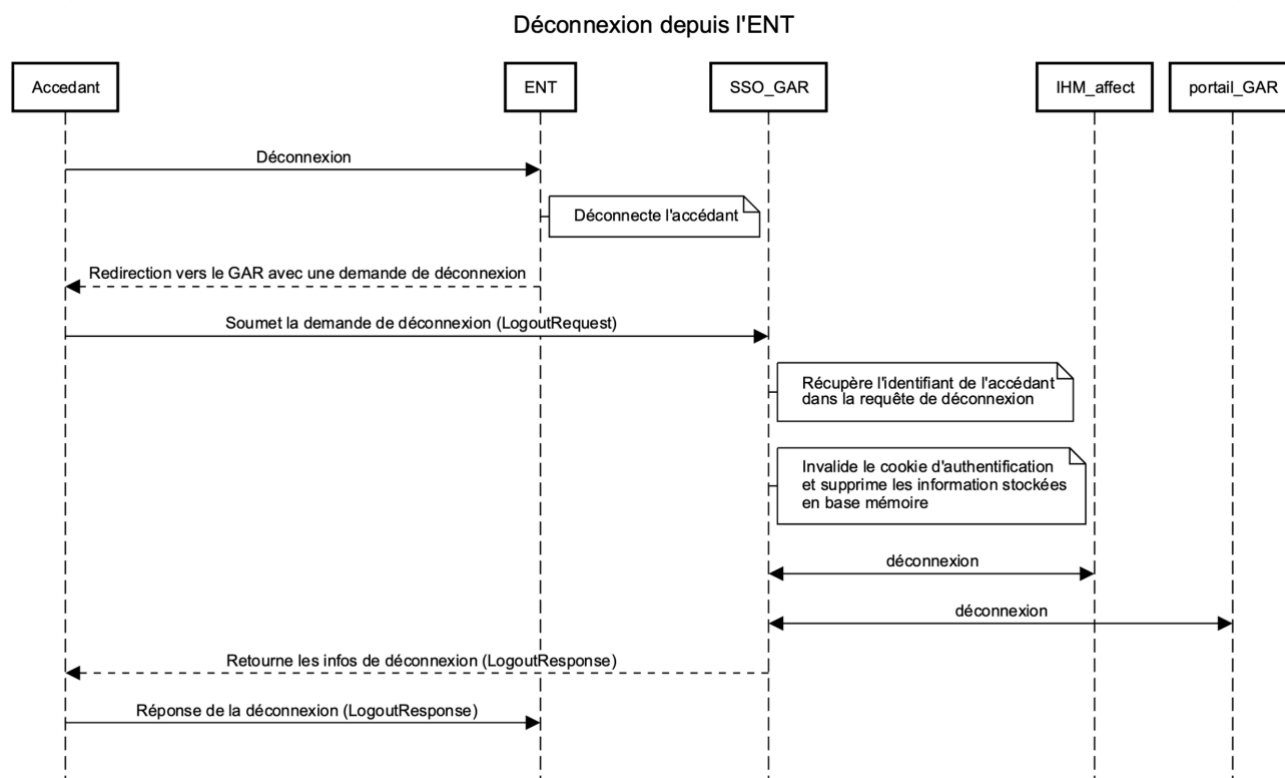 Déconnexion depuis l'ENT
Accedant
ENT
SSO_GAR
IHM_affect
portail_GAR
Déconnexion
Déconnecte l'accédant
Redirection vers le GAR avec une demande de déconnexion
Soumet la demande de déconnexion (LogoutRequest)
Récupère l'identifiant de l'accédant
dans la requête de déconnexion
Invalide le cookie d'authentification
et supprime les information stockées
en base mémoire
déconnexion
déconnexion
Retourne les infos de déconnexion (LogoutResponse)
Réponse de la déconnexion (LogoutResponse)